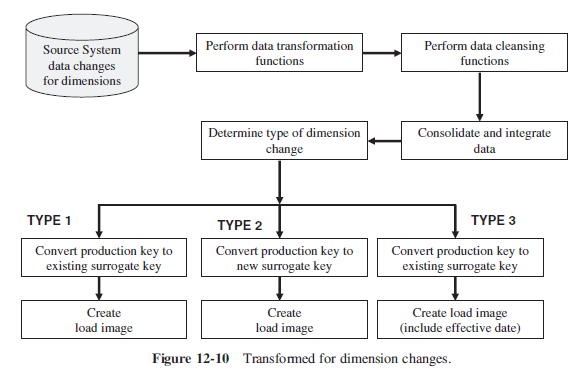 Source System
data changes
for dimensions
Perform data transformation
functions
Perform data cleansing
functions
Determine type of dimension
change
Consolidate and integrate
data
TYPE 1
TYPE 2
TYPE 3
Convert production key to
existing surrogate key
Convert production key to
new surrogate key
Convert production key to
existing surrogate key
Create
load image
Create
load image
Create load image
(include effective date)
Figure 12-10 Transformed for dimension changes.